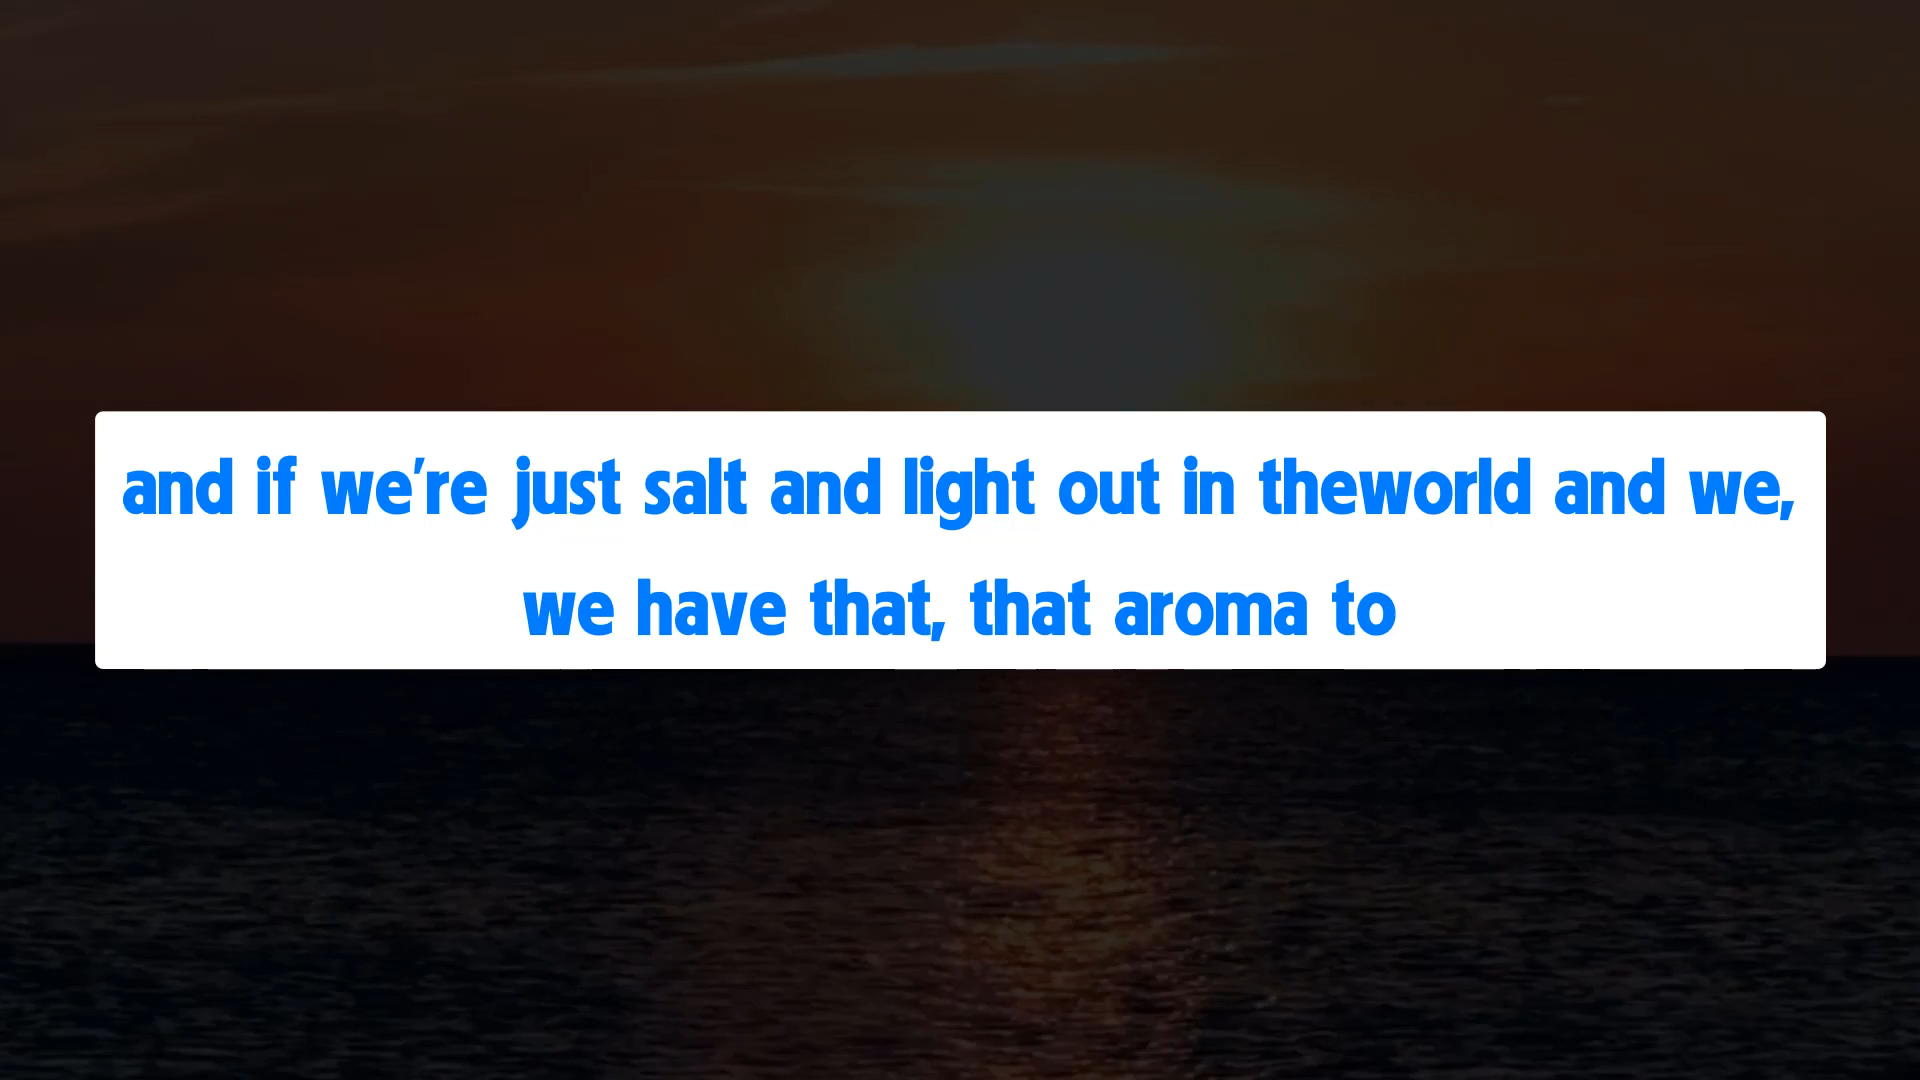 and if we're just salt and light out in theworld and we,
we have that, that aroma to